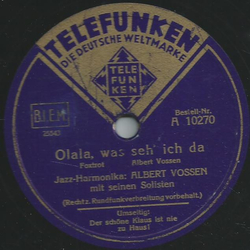 TELEFUNKEN
DIE DEUTSCHE WELTMARKE
TELE
FUN
KEN
B.I.E.M.
Bestell-Nr.
A 10270
Olala, was seh' ich da
Foxtrot Albert Vossen
Jazz-Harmonika: ALBERT VOSSEN
mit seinen Solisten
(Rechtz. Rundfunkverbreitung vorbehalt.)
Umseitig:
Der schöne Klaus ist nie
zu Haus!